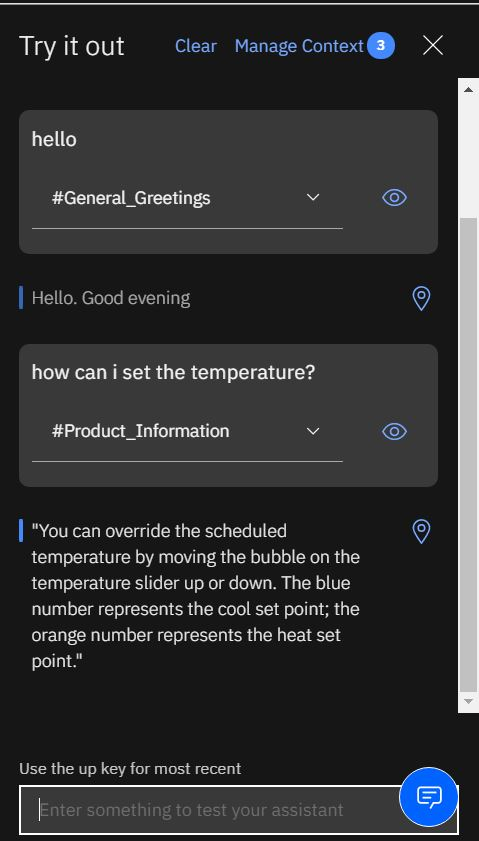 Try it out Clear Manage Context 3
hello
#General_Greetings
Hello. Good evening
how can i set the temperature?
#Product_Information
"You can override the scheduled
temperature by moving the bubble on the
temperature slider up or down. The blue
number represents the cool set point; the
orange number represents the heat set
point."
Use the up key for most recent
Enter something to test your assistant